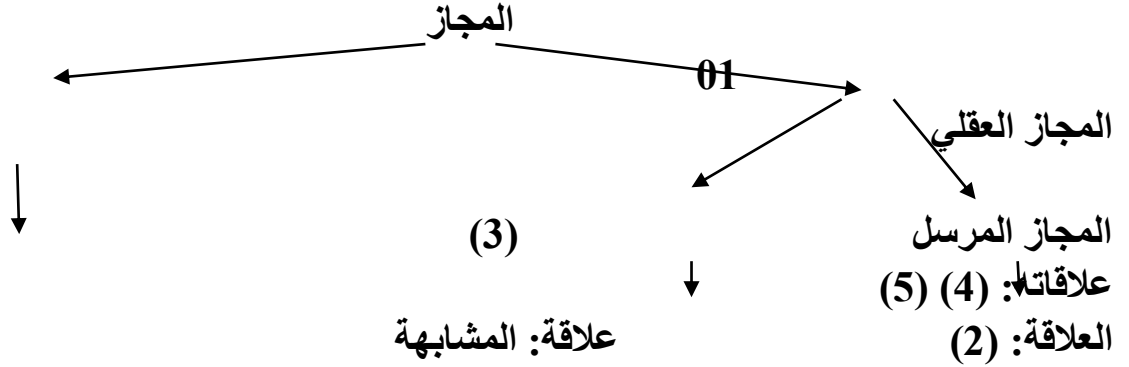 المجاز
01
المجاز العقلي
المجاز المرسل
(3)
علاقاته: (4) (5)
العلاقة: (2)
علاقة: المشابهة